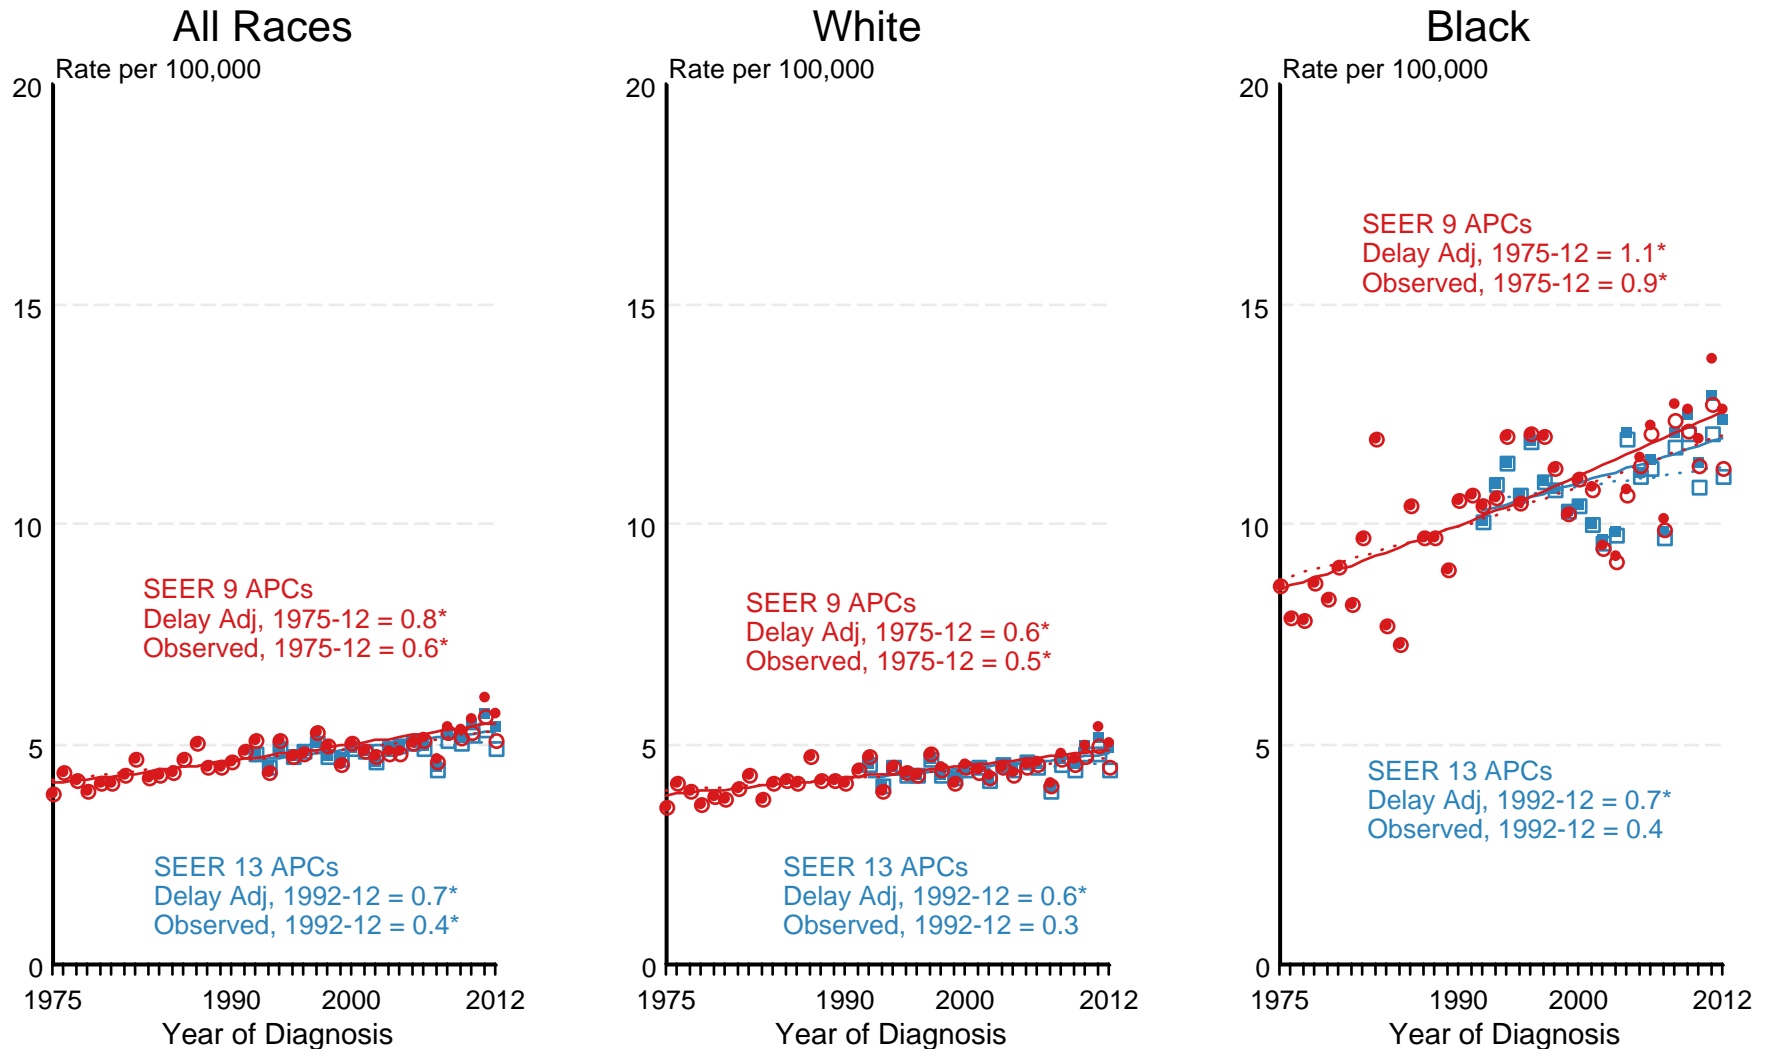 All Races
Rate per 100,000
20
15
10
5
0
SEER 9 APCs
Delay Adj, 1975-12 = 0.8*
Observed, 1975-12 = 0.6*
SEER 13 APCs
Delay Adj, 1992-12 = 0.7*
Observed, 1992-12 = 0.4*
1975 1990 2000 2012
Year of Diagnosis
White
Rate per 100,000
20
15
10
5
0
SEER 9 APCs
Delay Adj, 1975-12 = 0.6*
Observed, 1975-12 = 0.5*
SEER 13 APCs
Delay Adj, 1992-12 = 0.6*
Observed, 1992-12 = 0.3
1975 1990 2000 2012
Year of Diagnosis
Black
Rate per 100,000
20
15
10
5
0
SEER 9 APCs
Delay Adj, 1975-12 = 1.1*
Observed, 1975-12 = 0.9*
SEER 13 APCs
Delay Adj, 1992-12 = 0.7*
Observed, 1992-12 = 0.4
1975 1990 2000 2012
Year of Diagnosis